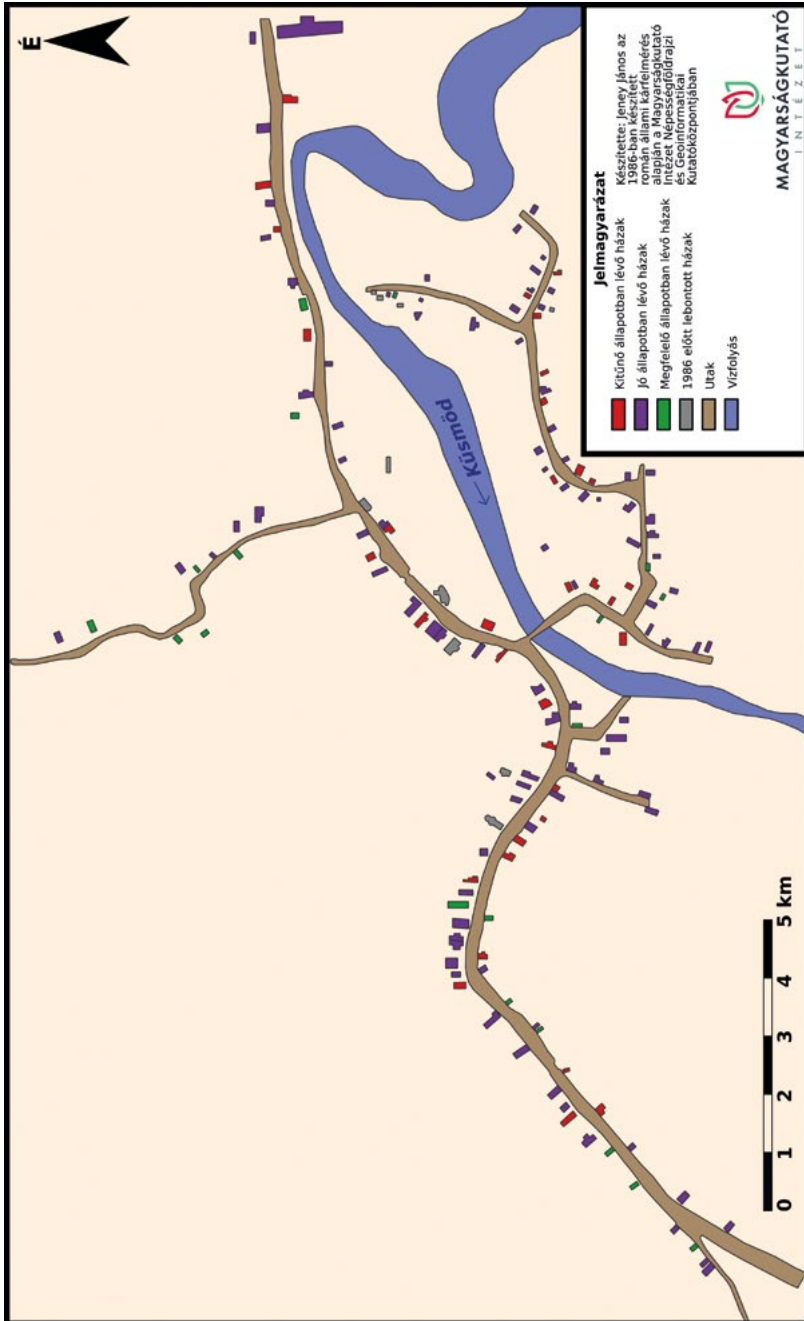 É
Küsmöd
Jelmagyarázat
Kitűnő állapotban lévő házak
Jó állapotban lévő házak
Megfelelő állapotban lévő házak
1986 előtt lebontott házak
Utak
Vízfolyás
Készítette: Jeney János az
1986-ban készített
román állami kárfelmérés
alapján a Magyarságkutató
Intézet Népességföldrajzi
és Geoinformatikai
Kutatóközpontjában
MAGYARSÁGKUTATÓ
INTÉZET
0 1 2 3 4 5 km